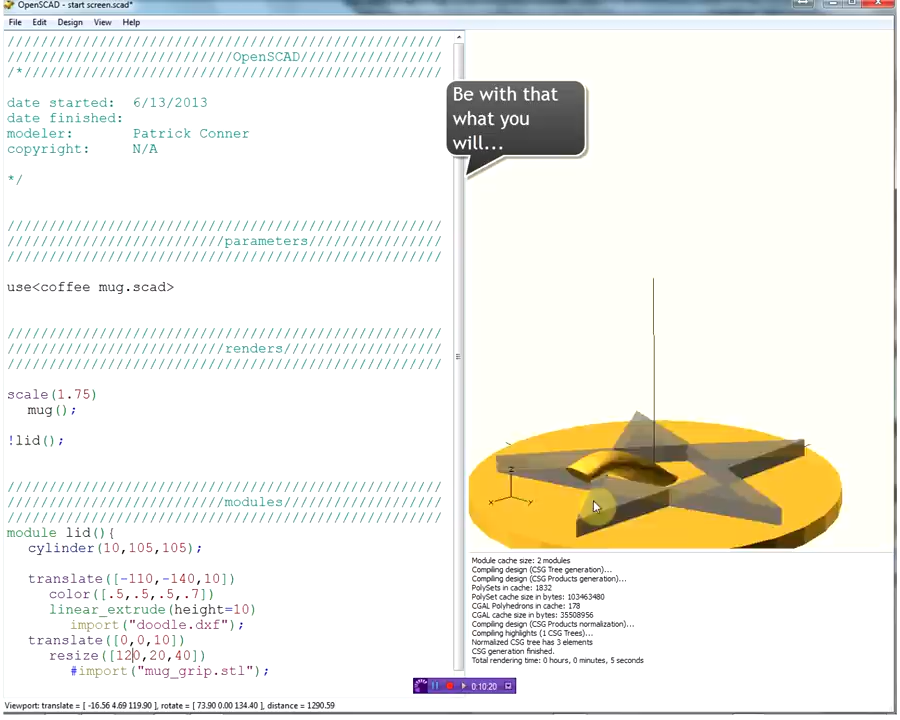 OpenSCAD - start screen.scad*
File Edit Design View Help
////////////////////////////////////////////////////
///////////////////////////OpenSCAD/////////////////
/*//////////////////////////////////////////////////
date started: 6/13/2013
date finished:
modeler: Patrick Conner
copyright: N/A
*/
////////////////////////////////////////////////////
//////////////////////////parameters////////////////
////////////////////////////////////////////////////
use<coffee mug.scad>
////////////////////////////////////////////////////
//////////////////////////renders///////////////////
////////////////////////////////////////////////////
scale(1.75)
mug();
!lid();
////////////////////////////////////////////////////
//////////////////////////modules///////////////////
////////////////////////////////////////////////////
module lid(){
cylinder(10,105,105);
translate([-110,-140,10])
color([.5,.5,.5,.7])
linear_extrude(height=10)
import("doodle.dxf");
translate([0,0,10])
resize([120,20,40])
#import("mug_grip.stl");
Be with that
what you
will...
z
x y
Module cache size: 2 modules
Compiling design (CSG Tree generation)...
Compiling design (CSG Products generation)...
PolySets in cache: 1832
PolySet cache size in bytes: 103463480
CGAL Polyhedrons in cache: 178
CGAL cache size in bytes: 35508956
Compiling design (CSG Products normalization)...
Compiling highlights (1 CSG Trees)...
Normalized CSG tree has 3 elements
CSG generation finished.
Total rendering time: 0 hours, 0 minutes, 5 seconds
0:10:20
Viewport: translate = [ -16.56 4.69 119.90 ], rotate = [ 73.90 0.00 134.40 ], distance = 1290.59